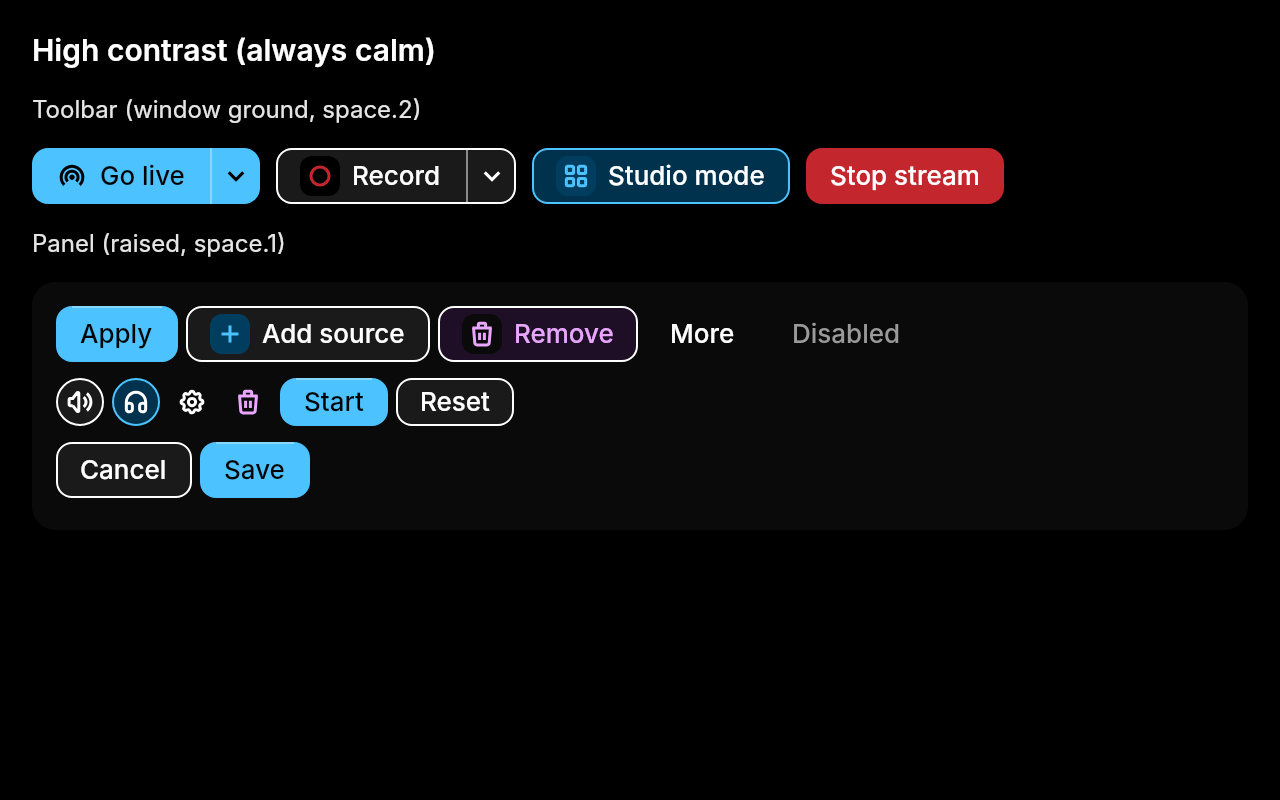 High contrast (always calm)
Toolbar (window ground, space.2)
Go live Record Studio mode Stop stream
Panel (raised, space.1)
Apply Add source Remove More Disabled
Start Reset
Cancel Save